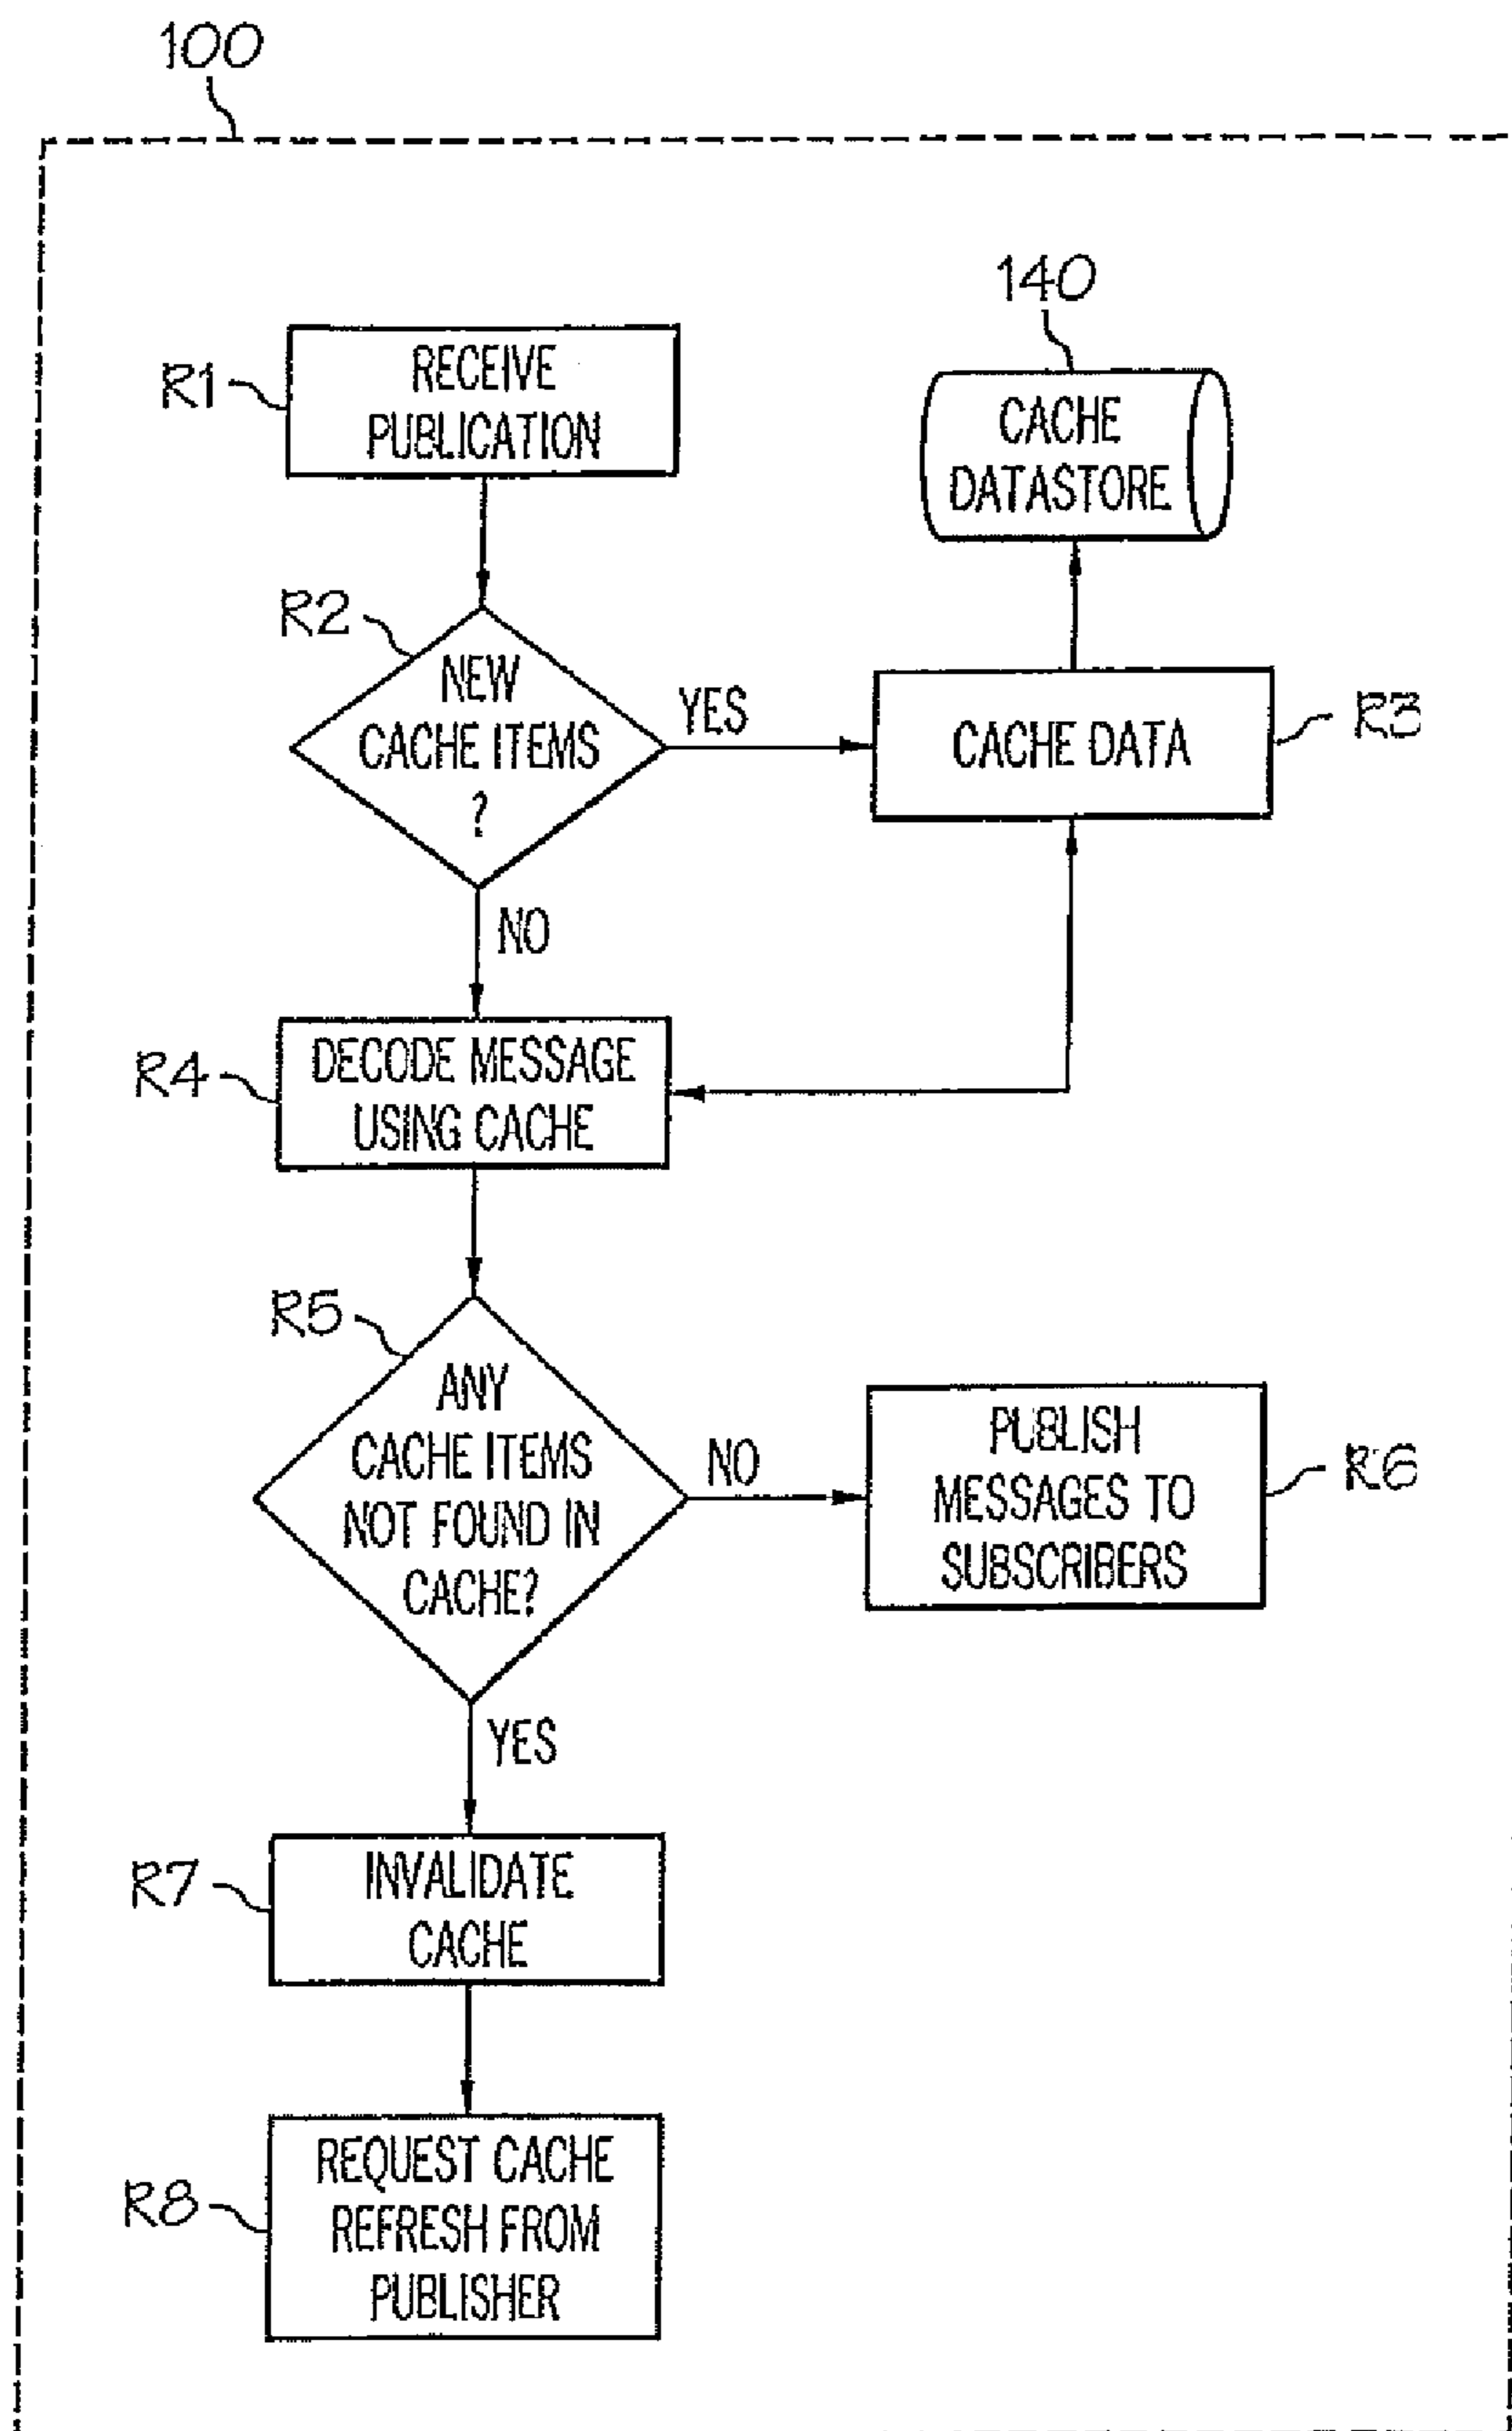 100
140
R1
RECEIVE
PUBLICATION
CACHE
DATASTORE
R2
NEW
CACHE ITEMS
?
YES
CACHE DATA
R3
NO
R4
DECODE MESSAGE
USING CACHE
R5
ANY
CACHE ITEMS
NOT FOUND IN
CACHE?
NO
PUBLISH
MESSAGES TO
SUBSCRIBERS
R6
YES
R7
INVALIDATE
CACHE
R8
REQUEST CACHE
REFRESH FROM
PUBLISHER